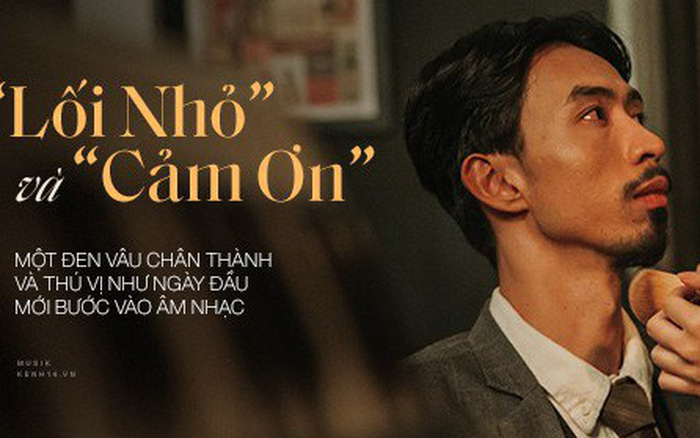 “Lối Nhỏ”
và “Cảm Ơn”
MỘT ĐEN VÂU CHÂN THÀNH
VÀ THÚ VỊ NHƯ NGÀY ĐẦU
MỚI BƯỚC VÀO ÂM NHẠC
MUSIK
KENH14.VN